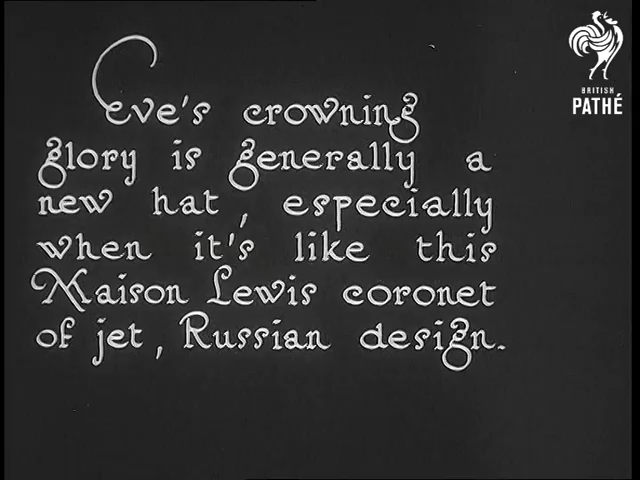 BRITISH
PATHÉ
Eve's crowning
glory is generally a
new hat, especially
when it's like this
Maison Lewis coronet
of jet, Russian design.